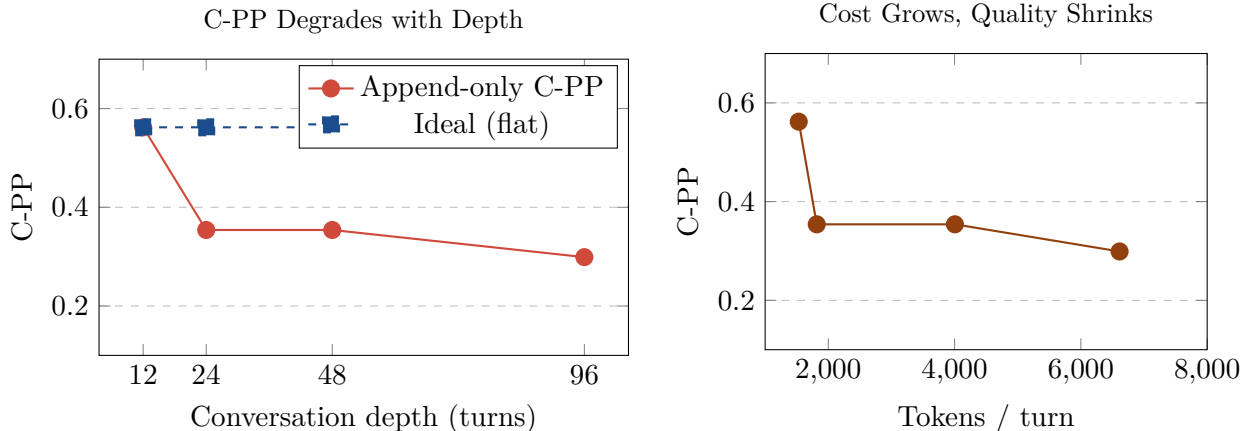 C-PP Degrades with Depth
0.6
0.4
0.2
C-PP
Append-only C-PP
Ideal (flat)
12
24
48
96
Conversation depth (turns)
Cost Grows, Quality Shrinks
0.6
0.4
0.2
C-PP
2,000
4,000
6,000
8,000
Tokens / turn